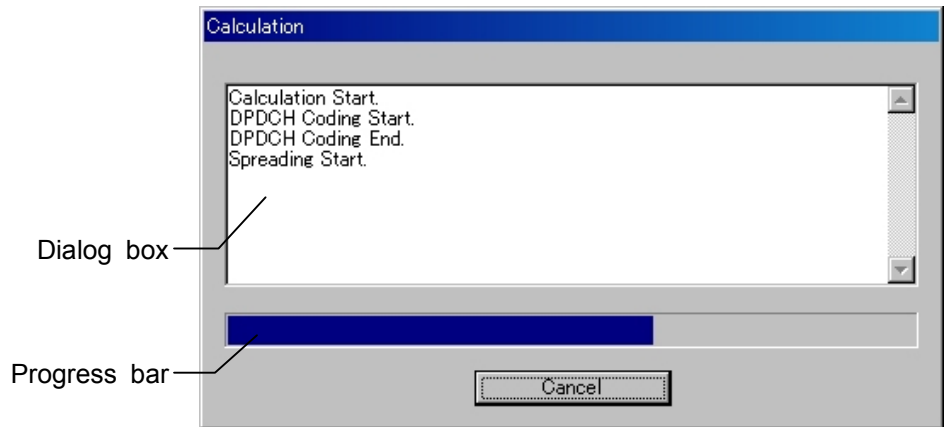 Calculation
Calculation Start.
DPDCH Coding Start.
DPDCH Coding End.
Spreading Start.
Dialog box
Progress bar
Cancel